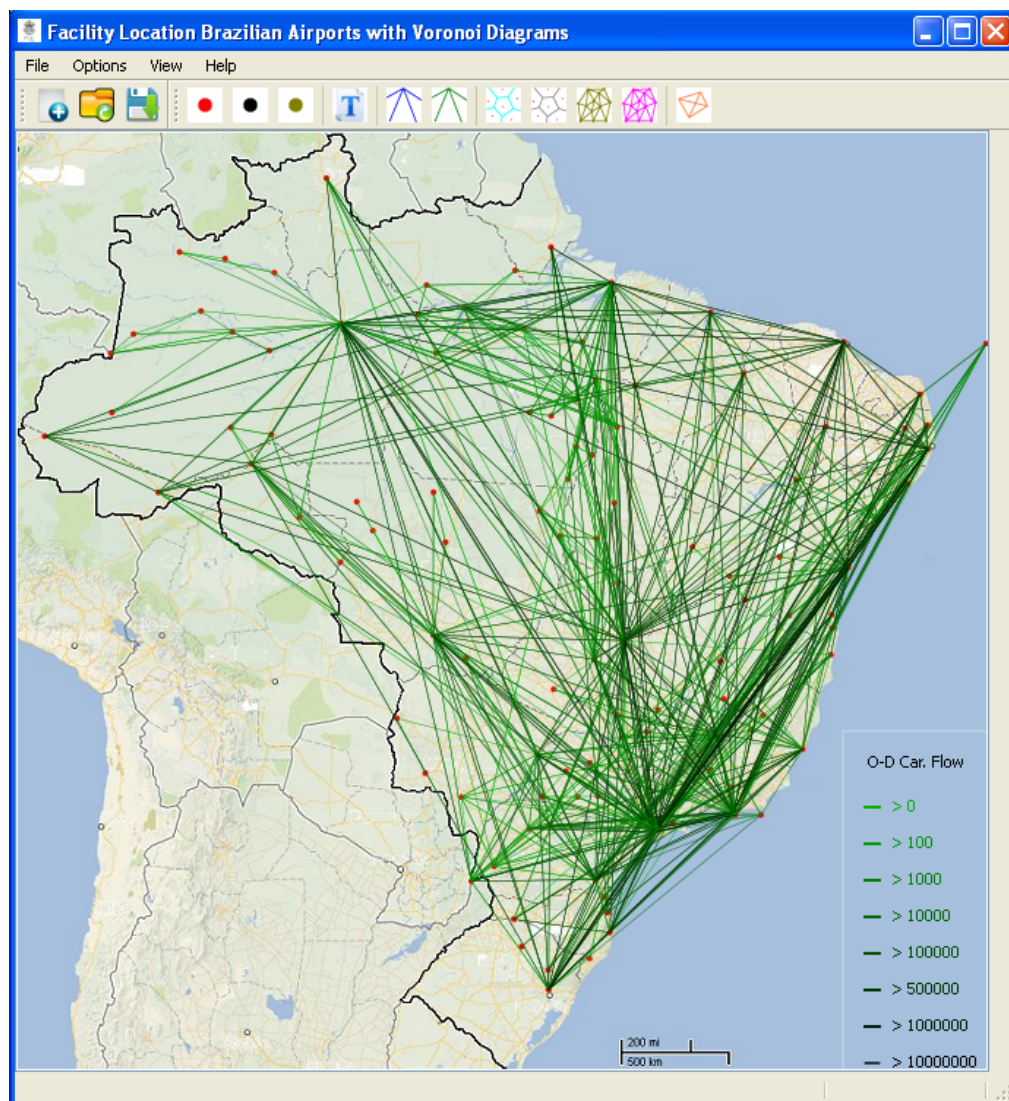 Facility Location Brazilian Airports with Voronoi Diagrams
File Options View Help
T
O-D Car. Flow
> 0
> 100
> 1000
> 10000
> 100000
> 500000
> 1000000
> 10000000
200 mi
500 km